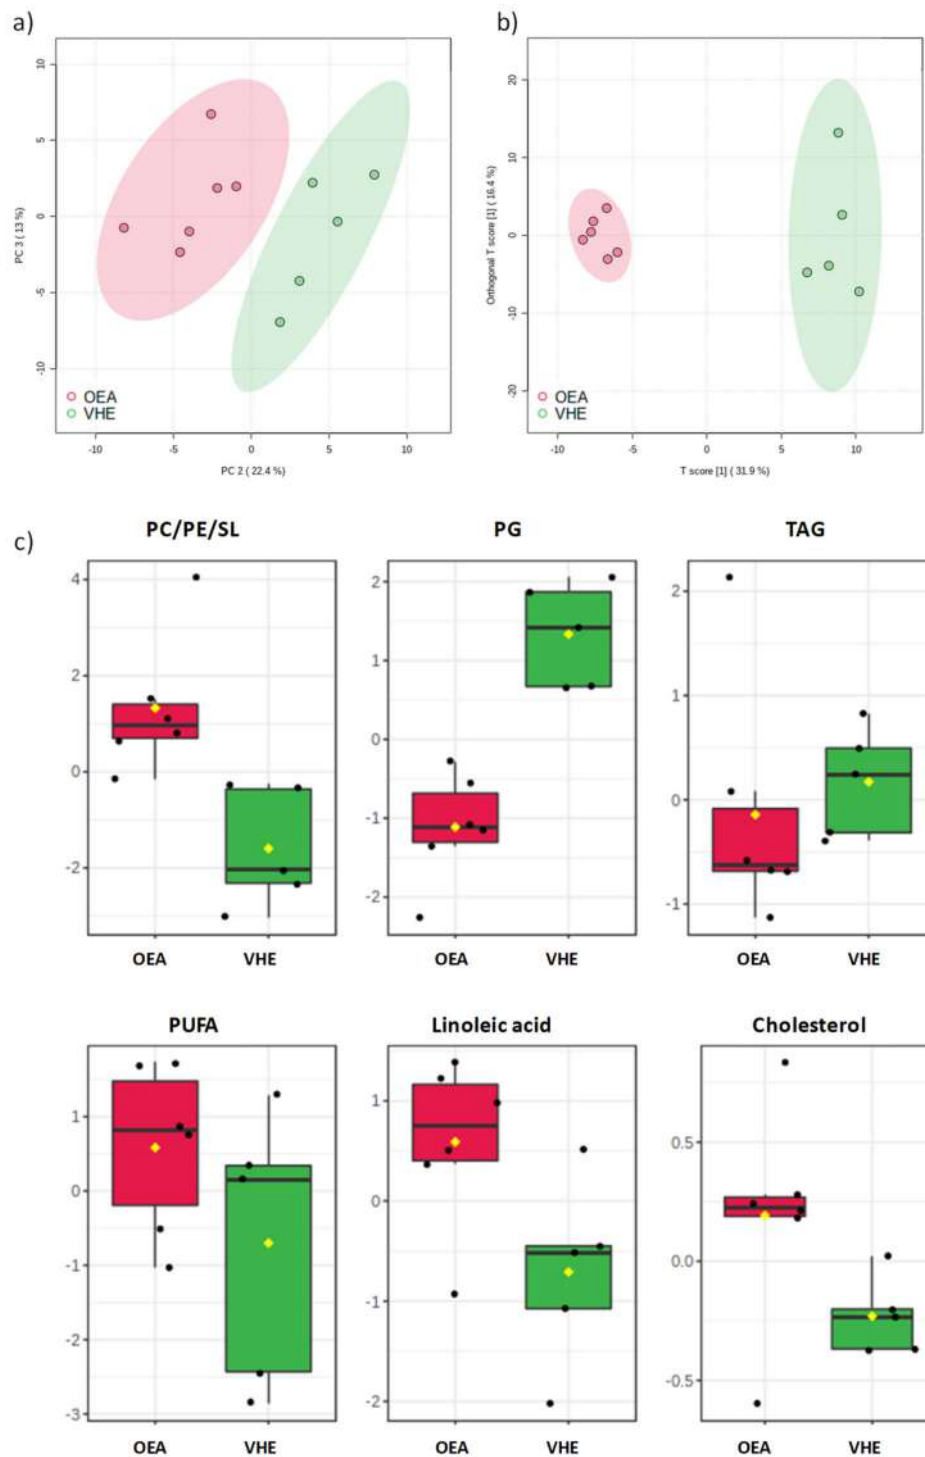 a)
b)
10
5
0
-5
-10
PC 3 ( 13 %)
OEA
VHE
-10 -5 0 5 10
PC 2 ( 22.4 %)
20
10
0
-10
-20
Orthogonal T score [1] ( 16.4 %)
OEA
VHE
-10 -5 0 5 10
T score [1] ( 31.9 %)
c)
PC/PE/SL
4
2
0
-2
OEA VHE
PG
2
1
0
-1
-2
OEA VHE
TAG
2
1
0
-1
OEA VHE
PUFA
1
0
-1
-2
-3
OEA VHE
Linoleic acid
1
0
-1
-2
OEA VHE
Cholesterol
0.5
0.0
-0.5
OEA VHE